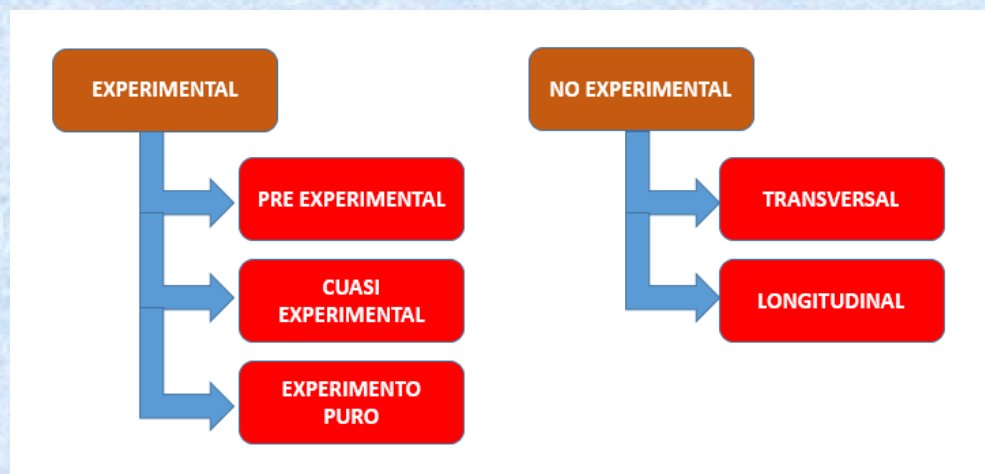 EXPERIMENTAL
PRE EXPERIMENTAL
CUASI
EXPERIMENTAL
EXPERIMENTO
PURO
NO EXPERIMENTAL
TRANSVERSAL
LONGITUDINAL